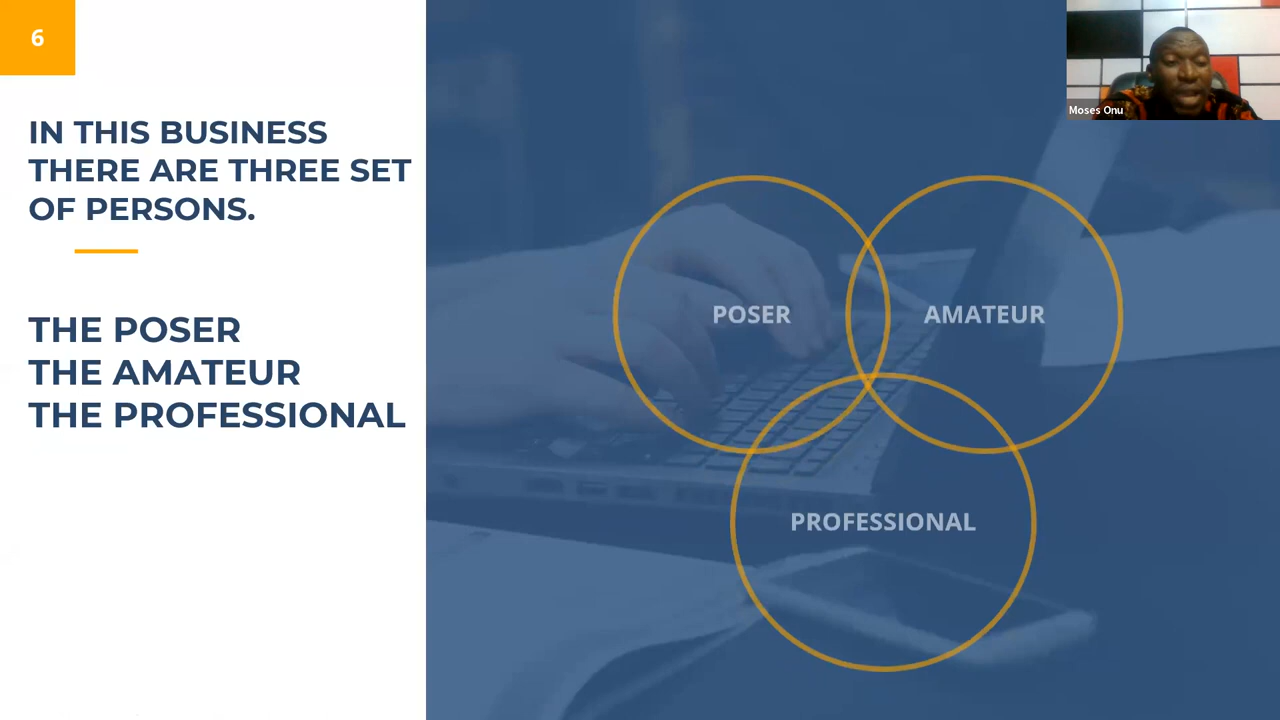 6
IN THIS BUSINESS
THERE ARE THREE SET
OF PERSONS.
THE POSER
THE AMATEUR
THE PROFESSIONAL
POSER
AMATEUR
PROFESSIONAL
Moses Onu